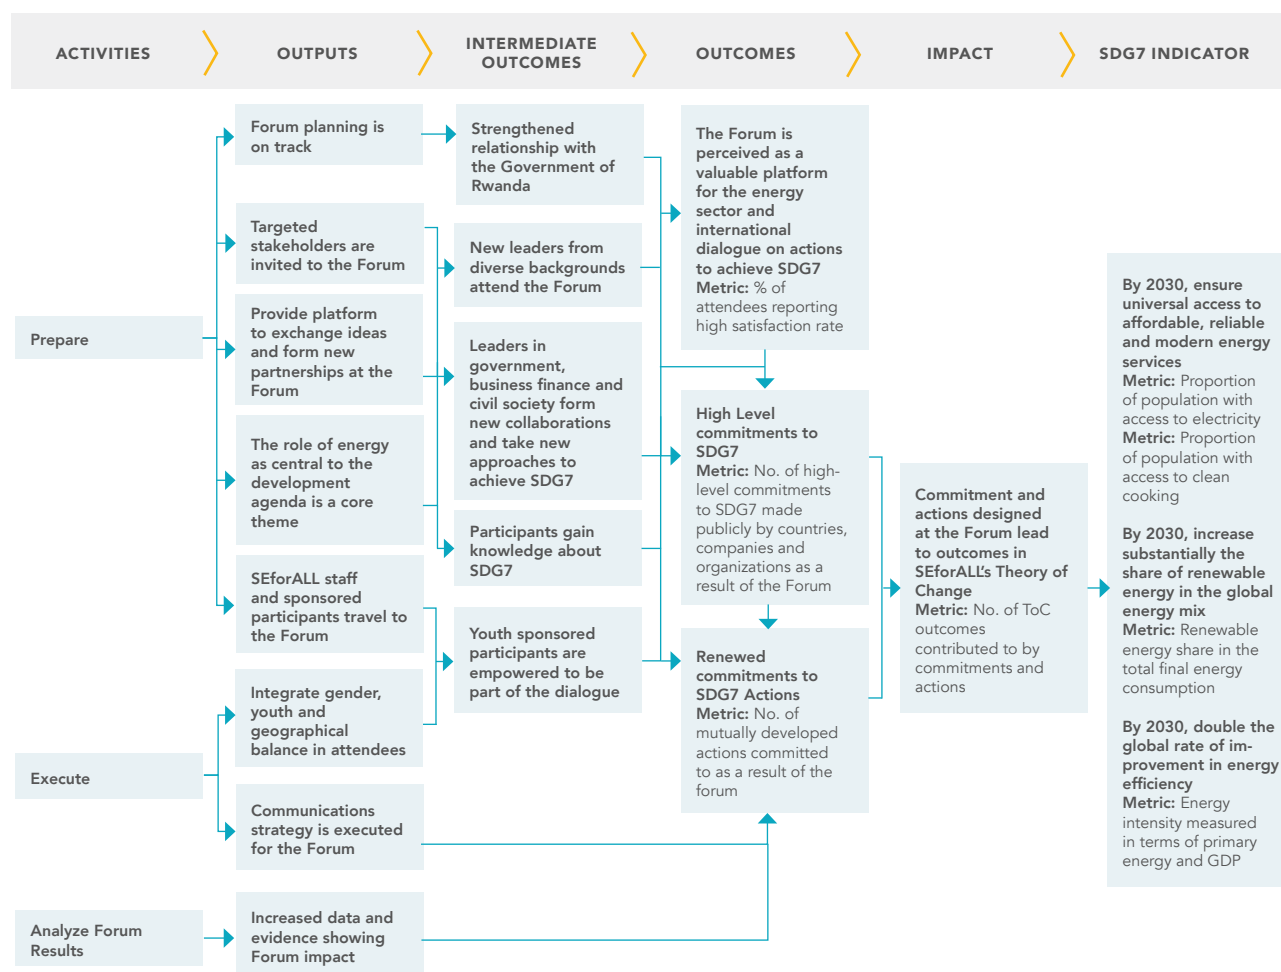 ACTIVITIES
OUTPUTS
INTERMEDIATE
OUTCOMES
OUTCOMES
IMPACT
SDG7 INDICATOR
Prepare
Execute
Analyze Forum
Results
Forum planning is
on track
Targeted
stakeholders are
invited to the Forum
Provide platform
to exchange ideas
and form new
partnerships at the
Forum
The role of energy
as central to the
development
agenda is a core
theme
SEforALL staff
and sponsored
participants travel to
the Forum
Integrate gender,
youth and
geographical
balance in attendees
Communications
strategy is executed
for the Forum
Increased data and
evidence showing
Forum impact
Strengthened
relationship with
the Government of
Rwanda
New leaders from
diverse backgrounds
attend the Forum
Leaders in
government,
business finance and
civil society form
new collaborations
and take new
approaches to
achieve SDG7
Participants gain
knowledge about
SDG7
Youth sponsored
participants are
empowered to be
part of the dialogue
The Forum is
perceived as a
valuable platform
for the energy
sector and
international
dialogue on actions
to achieve SDG7
Metric: % of
attendees reporting
high satisfaction rate
High Level
commitments to
SDG7
Metric: No. of high-
level commitments
to SDG7 made
publicly by countries,
companies and
organizations as a
result of the Forum
Renewed
commitments to
SDG7 Actions
Metric: No. of
mutually developed
actions committed
to as a result of the
forum
Commitment and
actions designed
at the Forum lead
to outcomes in
SEforALL's Theory of
Change
Metric: No. of ToC
outcomes
contributed to by
commitments and
actions
By 2030, ensure
universal access to
affordable, reliable
and modern energy
services
Metric: Proportion
of population with
access to electricity
Metric: Proportion
of population with
access to clean
cooking
By 2030, increase
substantially the
share of renewable
energy in the global
energy mix
Metric: Renewable
energy share in the
total final energy
consumption
By 2030, double the
global rate of im-
provement in energy
efficiency
Metric: Energy
intensity measured
in terms of primary
energy and GDP